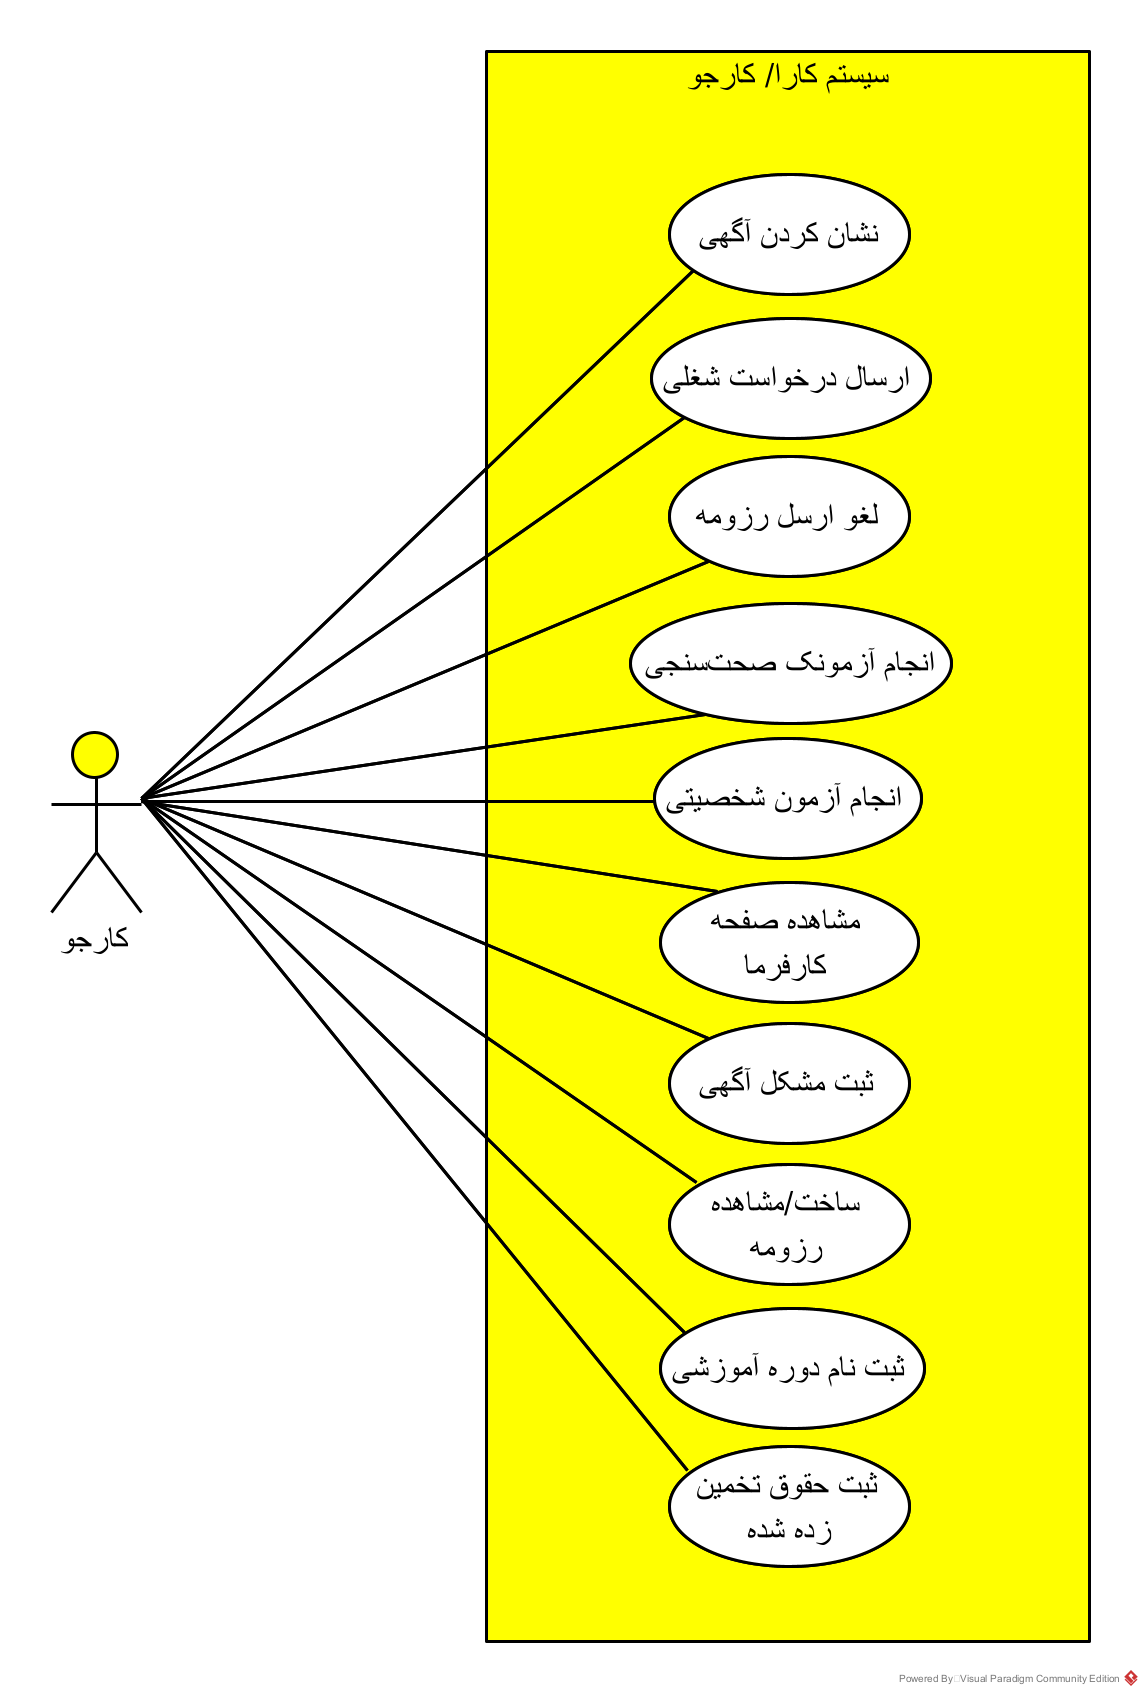 سیستم کارا/ کارجو
نشان کردن آگهی
ارسال درخواست شغلی
لغو ارسل رزومه
انجام آزمونک صحت‌سنجی
انجام آزمون شخصیتی
مشاهده صفحه
کارفرما
ثبت مشکل آگهی
ساخت/مشاهده
رزومه
ثبت نام دوره آموزشی
ثبت حقوق تخمین
زده شده
کارجو
Powered By Visual Paradigm Community Edition